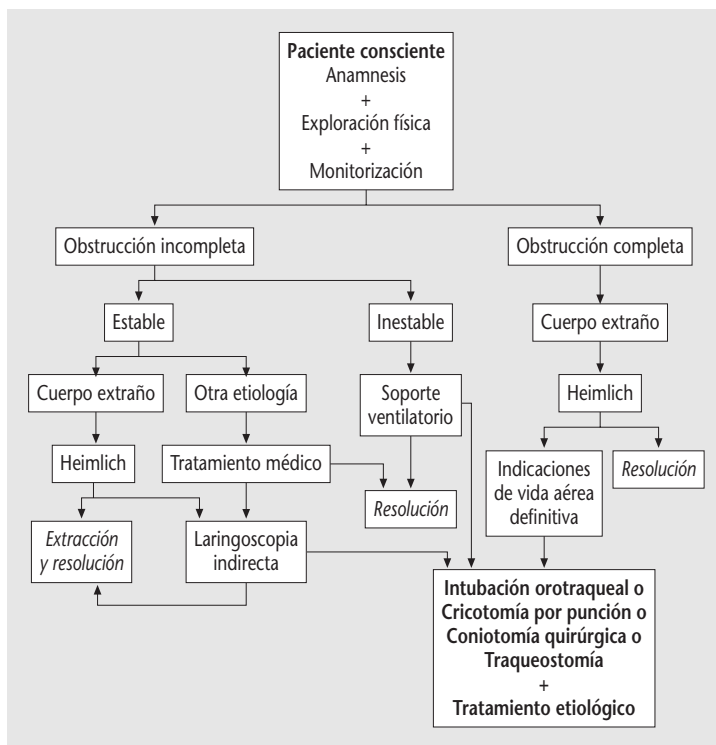 Paciente consciente
Anamnesis
+
Exploración física
+
Monitorización
Obstrucción incompleta
Obstrucción completa
Estable
Inestable
Cuerpo extraño
Cuerpo extraño
Otra etiología
Soporte
ventilatorio
Heimlich
Heimlich
Tratamiento médico
Indicaciones
de vida aérea
definitiva
Resolución
Resolución
Extracción
y resolución
Laringoscopia
indirecta
Intubación orotraqueal o
Cricotomía por punción o
Coniotomía quirúrgica o
Traqueostomía
+
Tratamiento etiológico